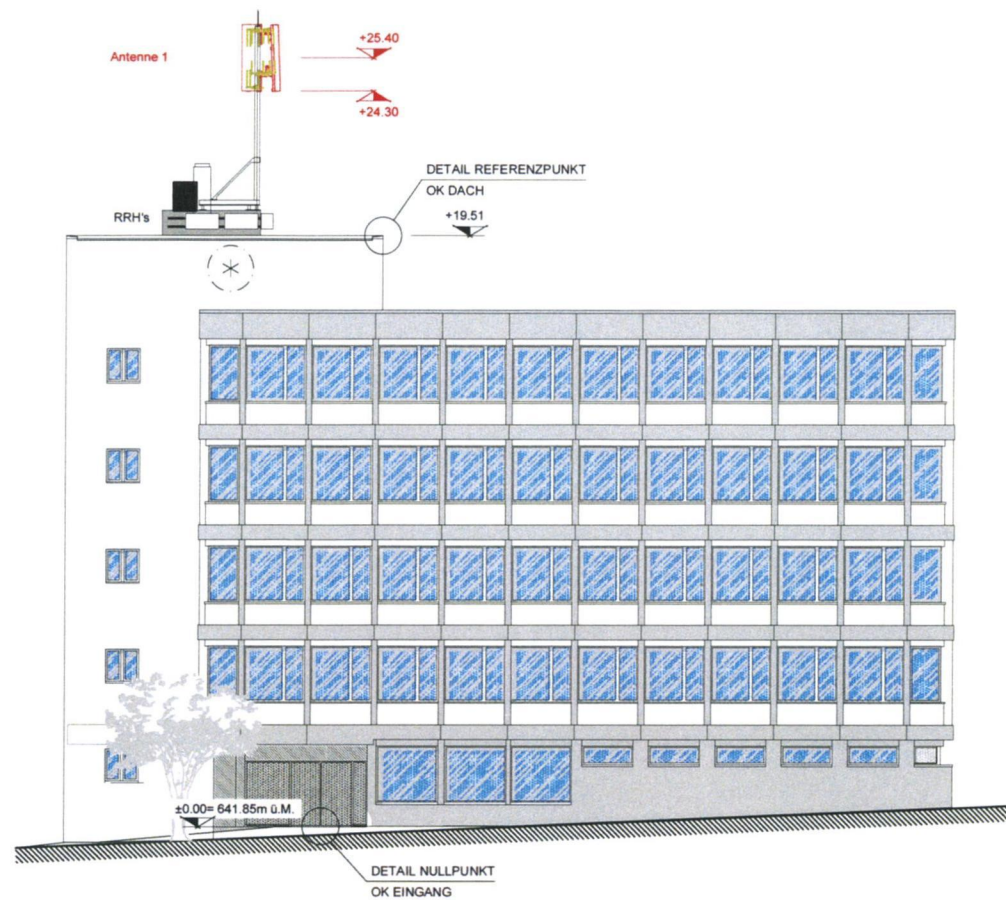 +25.40
Antenne 1
+24.30
DETAIL REFERENZPUNKT
OK DACH
+19.51
RRH's
±0.00= 641.85m ü.M.
DETAIL NULLPUNKT
OK EINGANG